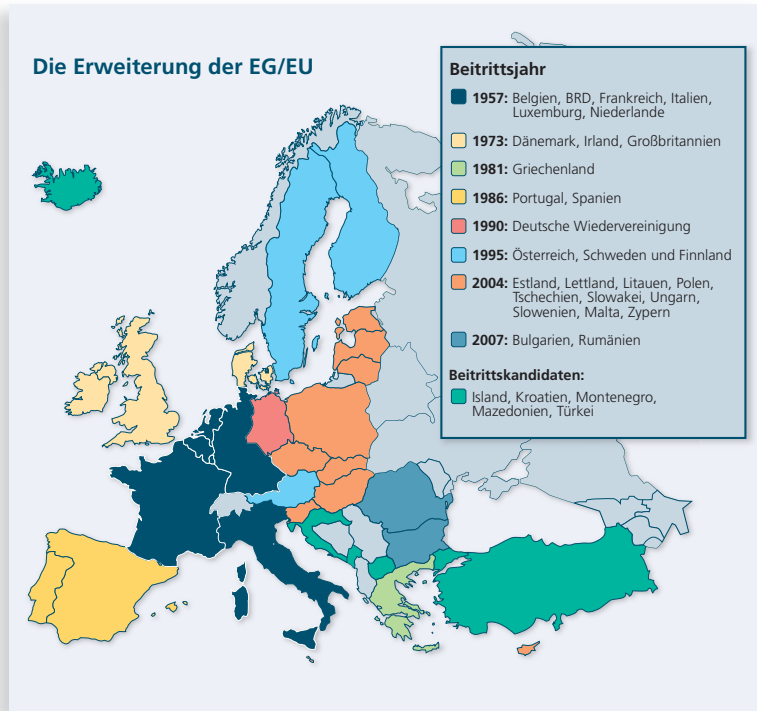 Die Erweiterung der EG/EU
Beitrittsjahr
1957: Belgien, BRD, Frankreich, Italien,
Luxemburg, Niederlande
1973: Dänemark, Irland, Großbritannien
1981: Griechenland
1986: Portugal, Spanien
1990: Deutsche Wiedervereinigung
1995: Österreich, Schweden und Finnland
2004: Estland, Lettland, Litauen, Polen,
Tschechien, Slowakei, Ungarn,
Slowenien, Malta, Zypern
2007: Bulgarien, Rumänien
Beitrittskandidaten:
Island, Kroatien, Montenegro,
Mazedonien, Türkei